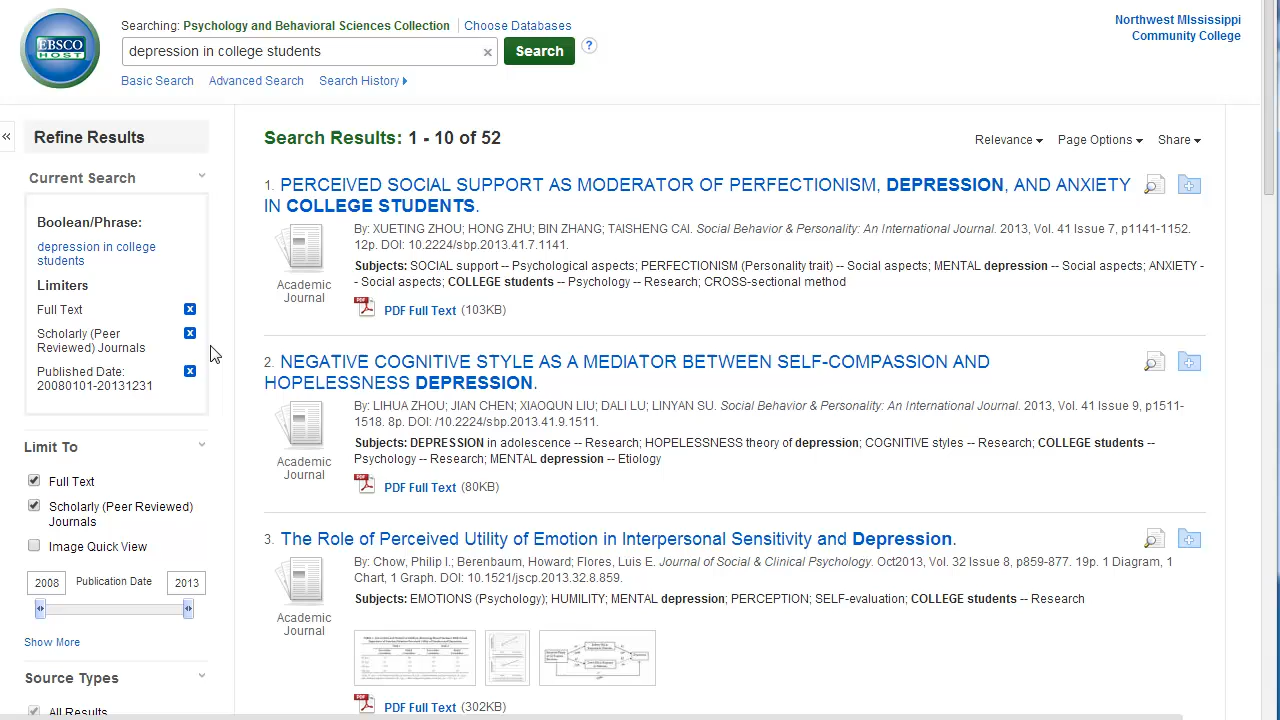 Searching: Psychology and Behavioral Sciences Collection | Choose Databases
Northwest MIssissippi
Community College
EBSCO
HOST
depression in college students × Search ?
Basic Search Advanced Search Search History
« Refine Results
Current Search
Boolean/Phrase:
depression in college
students
Limiters
Full Text
Scholarly (Peer
Reviewed) Journals
Published Date:
20080101-20131231
Limit To
Full Text
Scholarly (Peer Reviewed)
Journals
Image Quick View
2008 Publication Date 2013
Show More
Source Types
All Results
Search Results: 1 - 10 of 52
Relevance Page Options Share
1. PERCEIVED SOCIAL SUPPORT AS MODERATOR OF PERFECTIONISM, DEPRESSION, AND ANXIETY
IN COLLEGE STUDENTS.
By: XUETING ZHOU; HONG ZHU; BIN ZHANG; TAISHENG CAI. Social Behavior & Personality: An International Journal. 2013, Vol. 41 Issue 7, p1141-1152.
12p. DOI: 10.2224/sbp.2013.41.7.1141.
Subjects: SOCIAL support -- Psychological aspects; PERFECTIONISM (Personality trait) -- Social aspects; MENTAL depression -- Social aspects; ANXIETY -
- Social aspects; COLLEGE students -- Psychology -- Research; CROSS-sectional method
Academic
Journal
PDF Full Text (103KB)
2. NEGATIVE COGNITIVE STYLE AS A MEDIATOR BETWEEN SELF-COMPASSION AND
HOPELESSNESS DEPRESSION.
By: LIHUA ZHOU; JIAN CHEN; XIAOQUN LIU; DALI LU; LINYAN SU. Social Behavior & Personality: An International Journal. 2013, Vol. 41 Issue 9, p1511-
1518. 8p. DOI: /10.2224/sbp.2013.41.9.1511.
Subjects: DEPRESSION in adolescence -- Research; HOPELESSNESS theory of depression; COGNITIVE styles -- Research; COLLEGE students --
Psychology -- Research; MENTAL depression -- Etiology
Academic
Journal
PDF Full Text (80KB)
3. The Role of Perceived Utility of Emotion in Interpersonal Sensitivity and Depression.
By: Chow, Philip I.; Berenbaum, Howard; Flores, Luis E. Journal of Social & Clinical Psychology. Oct2013, Vol. 32 Issue 8, p859-877. 19p. 1 Diagram, 1
Chart, 1 Graph. DOI: 10.1521/jscp.2013.32.8.859.
Subjects: EMOTIONS (Psychology); HUMILITY; MENTAL depression; PERCEPTION; SELF-evaluation; COLLEGE students -- Research
Academic
Journal
PDF Full Text (302KB)